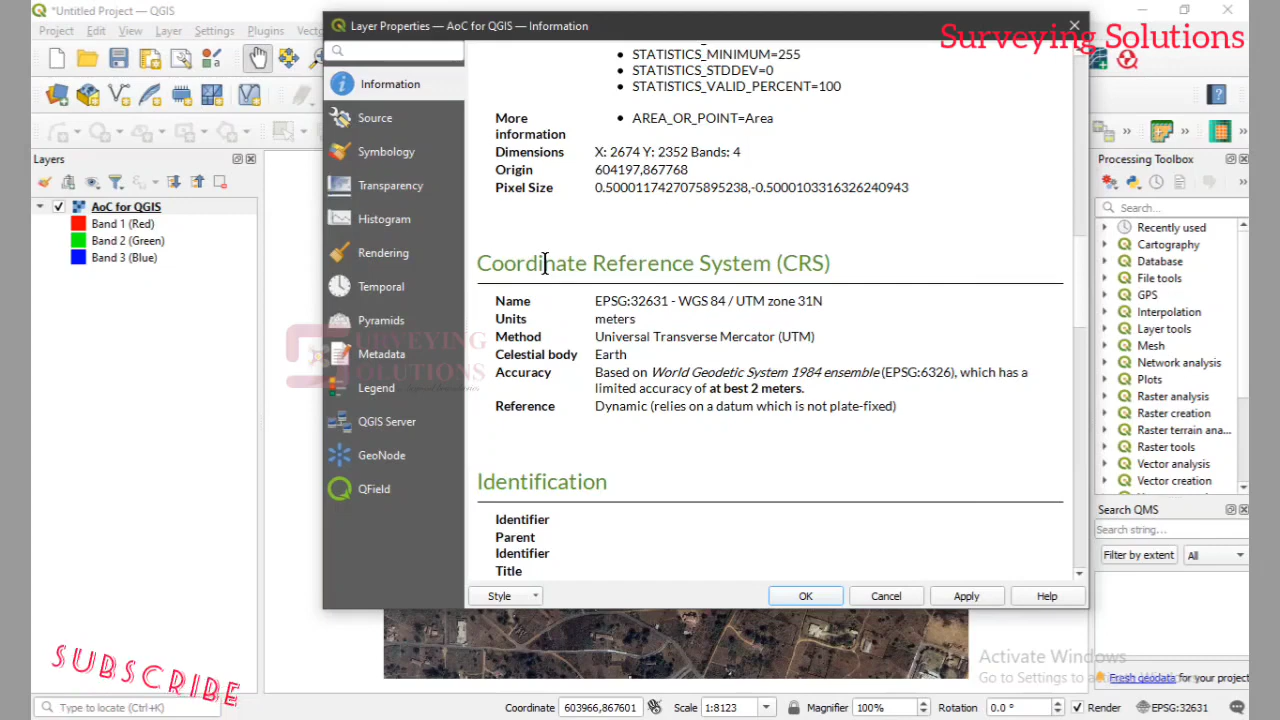 *Untitled Project — QGIS
Project Edit View Layer Settings Plugins Vect
Layers
AoC for QGIS
Band 1 (Red)
Band 2 (Green)
Band 3 (Blue)
Layer Properties — AoC for QGIS — Information
Surveying Solutions
Information
Source
Symbology
Transparency
Histogram
Rendering
Temporal
Pyramids
Metadata
Legend
QGIS Server
GeoNode
QField
STATISTICS_MINIMUM=255
STATISTICS_STDDEV=0
STATISTICS_VALID_PERCENT=100
More information AREA_OR_POINT=Area
Dimensions X: 2674 Y: 2352 Bands: 4
Origin 604197,867768
Pixel Size 0.5000117427075895238,-0.5000103316326240943
Coordinate Reference System (CRS)
Name EPSG:32631 - WGS 84 / UTM zone 31N
Units meters
Method Universal Transverse Mercator (UTM)
Celestial body Earth
Accuracy Based on World Geodetic System 1984 ensemble (EPSG:6326), which has a
limited accuracy of at best 2 meters.
Reference Dynamic (relies on a datum which is not plate-fixed)
Identification
Identifier
Parent
Identifier
Title
Style OK Cancel Apply Help
SURVEYING
SOLUTIONS
Processing Toolbox
Search...
Recently used
Cartography
Database
File tools
GPS
Interpolation
Layer tools
Mesh
Network analysis
Plots
Raster analysis
Raster creation
Raster terrain ana...
Raster tools
Vector analysis
Vector creation
Search QMS
Search string...
Filter by extent All
Activate Windows
Go to Settings to
Fresh geodata for your project
SUBSCRIBE
Type to locate (Ctrl+K) Coordinate 603966,867601 Scale 1:8123 Magnifier 100% Rotation 0.0 ° Render EPSG:32631